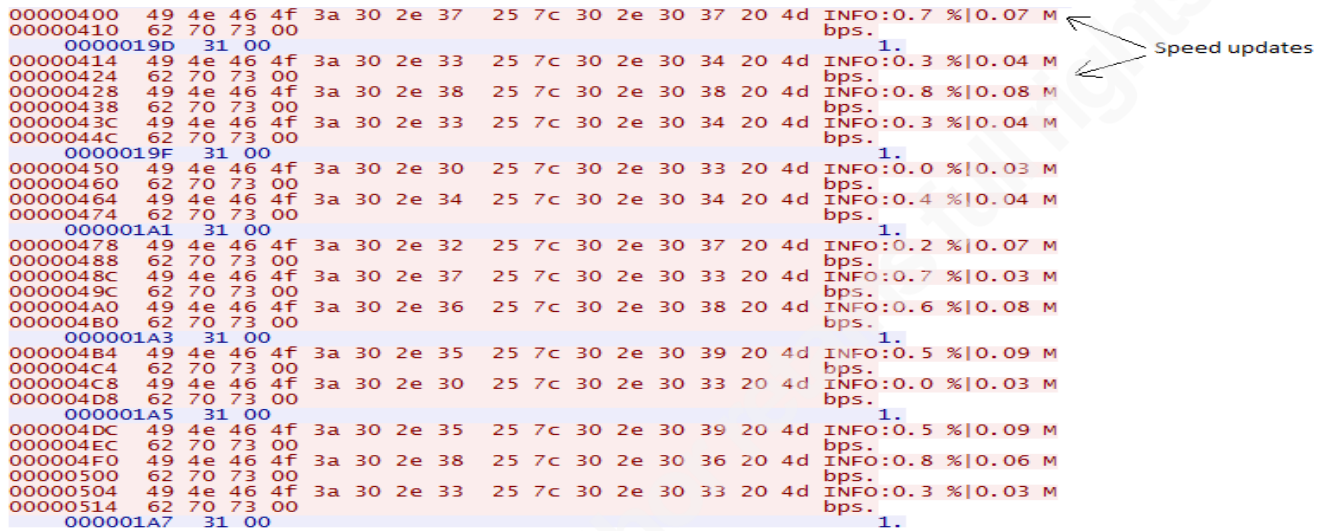 00000400 49 4e 46 4f 3a 30 2e 37 25 7c 30 2e 30 37 20 4d INFO:0.7 %|0.07 M
00000410 62 70 73 00 bps.
0000019D 31 00 1.
Speed updates
00000414 49 4e 46 4f 3a 30 2e 33 25 7c 30 2e 30 34 20 4d INFO:0.3 %|0.04 M
00000424 62 70 73 00 bps.
00000428 49 4e 46 4f 3a 30 2e 38 25 7c 30 2e 30 38 20 4d INFO:0.8 %|0.08 M
00000438 62 70 73 00 bps.
0000043C 49 4e 46 4f 3a 30 2e 33 25 7c 30 2e 30 34 20 4d INFO:0.3 %|0.04 M
0000044C 62 70 73 00 bps.
0000019F 31 00 1.
00000450 49 4e 46 4f 3a 30 2e 30 25 7c 30 2e 30 33 20 4d INFO:0.0 %|0.03 M
00000460 62 70 73 00 bps.
00000464 49 4e 46 4f 3a 30 2e 34 25 7c 30 2e 30 34 20 4d INFO:0.4 %|0.04 M
00000474 62 70 73 00 bps.
000001A1 31 00 1.
00000478 49 4e 46 4f 3a 30 2e 32 25 7c 30 2e 30 37 20 4d INFO:0.2 %|0.07 M
00000488 62 70 73 00 bps.
0000048C 49 4e 46 4f 3a 30 2e 37 25 7c 30 2e 30 33 20 4d INFO:0.7 %|0.03 M
0000049C 62 70 73 00 bps.
000004A0 49 4e 46 4f 3a 30 2e 36 25 7c 30 2e 30 38 20 4d INFO:0.6 %|0.08 M
000004B0 62 70 73 00 bps.
000001A3 31 00 1.
000004B4 49 4e 46 4f 3a 30 2e 35 25 7c 30 2e 30 39 20 4d INFO:0.5 %|0.09 M
000004C4 62 70 73 00 bps.
000004C8 49 4e 46 4f 3a 30 2e 30 25 7c 30 2e 30 33 20 4d INFO:0.0 %|0.03 M
000004D8 62 70 73 00 bps.
000001A5 31 00 1.
000004DC 49 4e 46 4f 3a 30 2e 35 25 7c 30 2e 30 39 20 4d INFO:0.5 %|0.09 M
000004EC 62 70 73 00 bps.
000004F0 49 4e 46 4f 3a 30 2e 38 25 7c 30 2e 30 36 20 4d INFO:0.8 %|0.06 M
00000500 62 70 73 00 bps.
00000504 49 4e 46 4f 3a 30 2e 33 25 7c 30 2e 30 33 20 4d INFO:0.3 %|0.03 M
00000514 62 70 73 00 bps.
000001A7 31 00 1.
full rights